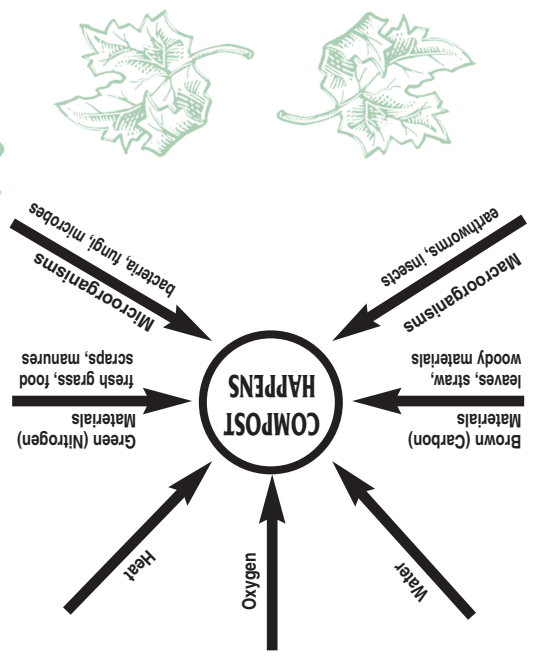 Water
Oxygen
Heat
Brown (Carbon)
Materials
leaves, straw,
woody materials
COMPOST
HAPPENS
Green (Nitrogen)
Materials
fresh grass, food
scraps, manures
Macroorganisms
earthworms, insects
Microorganisms
bacteria, fungi, microbes